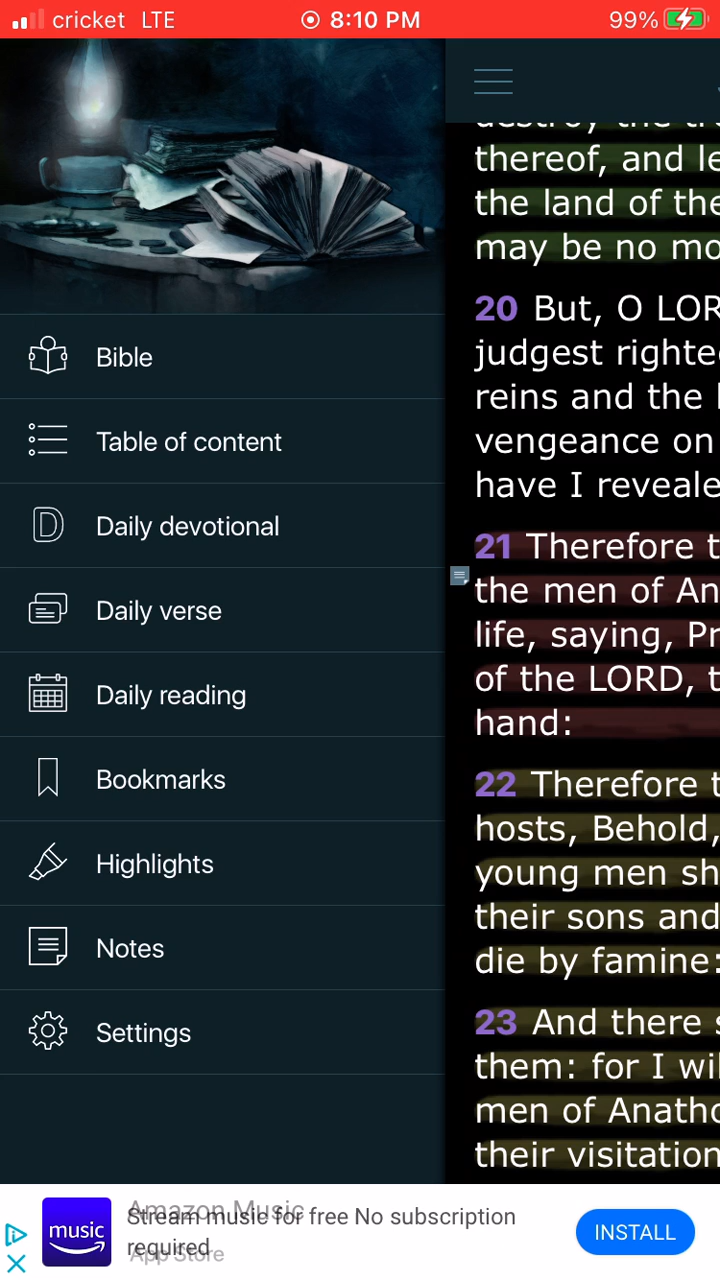 cricket LTE 8:10 PM 99%
Bible
Table of content
D Daily devotional
Daily verse
Daily reading
Bookmarks
Highlights
Notes
Settings
thereof, and le
the land of the
may be no mo
20 But, O LOR
judgest righte
reins and the
vengeance on
have I reveale
21 Therefore t
the men of An
life, saying, Pr
of the LORD, t
hand:
22 Therefore t
hosts, Behold,
young men sh
their sons and
die by famine:
23 And there s
them: for I wil
men of Anatho
their visitation
music
Amazon Music
Stream music for free No subscription
required
App Store
INSTALL